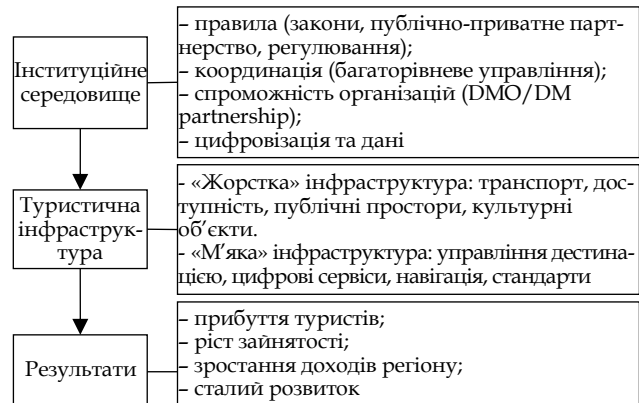 Інституційне
середовище
– правила (закони, публічно-приватне парт-
нерство, регулювання);
– координація (багаторівневе управління);
– спроможність організацій (DMO/DM
partnership);
– цифровізація та дані
Туристична
інфраструк-
тура
- «Жорстка» інфраструктура: транспорт, дос-
тупність, публічні простори, культурні
об’єкти.
- «М’яка» інфраструктура: управління дестина-
цією, цифрові сервіси, навігація, стандарти
Результати
– прибуття туристів;
– ріст зайнятості;
– зростання доходів регіону;
– сталий розвиток